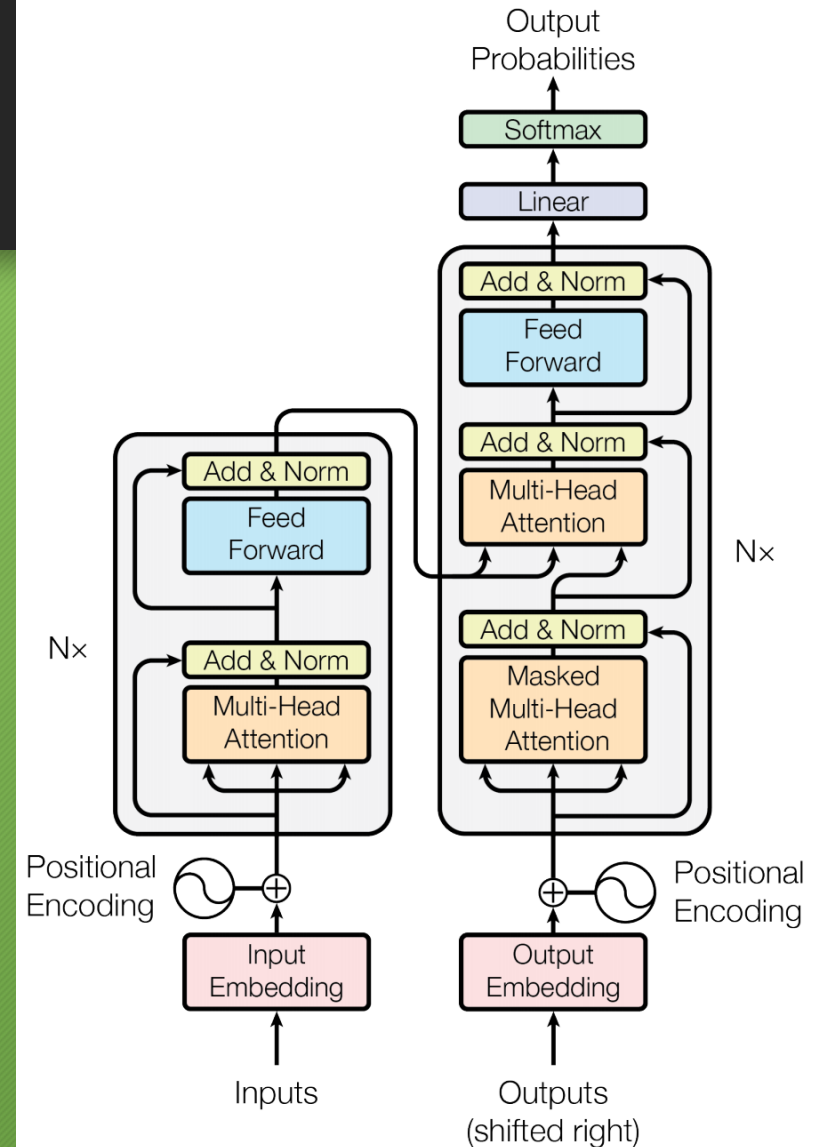 Output
Probabilities
Softmax
Linear
Add & Norm
Feed
Forward
Add & Norm
Multi-Head
Attention
Add & Norm
Masked
Multi-Head
Attention
N×
Positional
Encoding
Output
Embedding
Outputs
(shifted right)
Add & Norm
Feed
Forward
Add & Norm
Multi-Head
Attention
N×
Positional
Encoding
Input
Embedding
Inputs